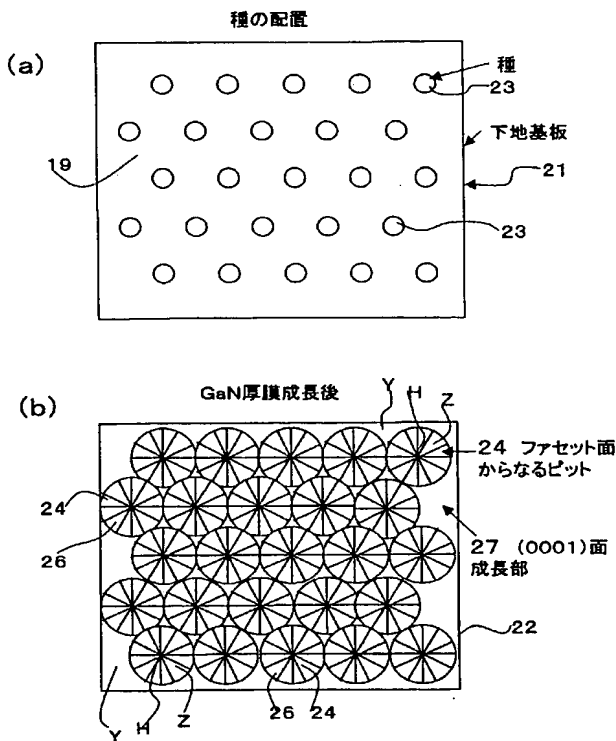 種の配置
(a)
種
23
下地基板
19
21
23
GaN厚膜成長後
(b)
Y
H
Z
24 ファセット面
からなるピット
24
26
27 (0001)面
成長部
22
Y
H
Z
26
24